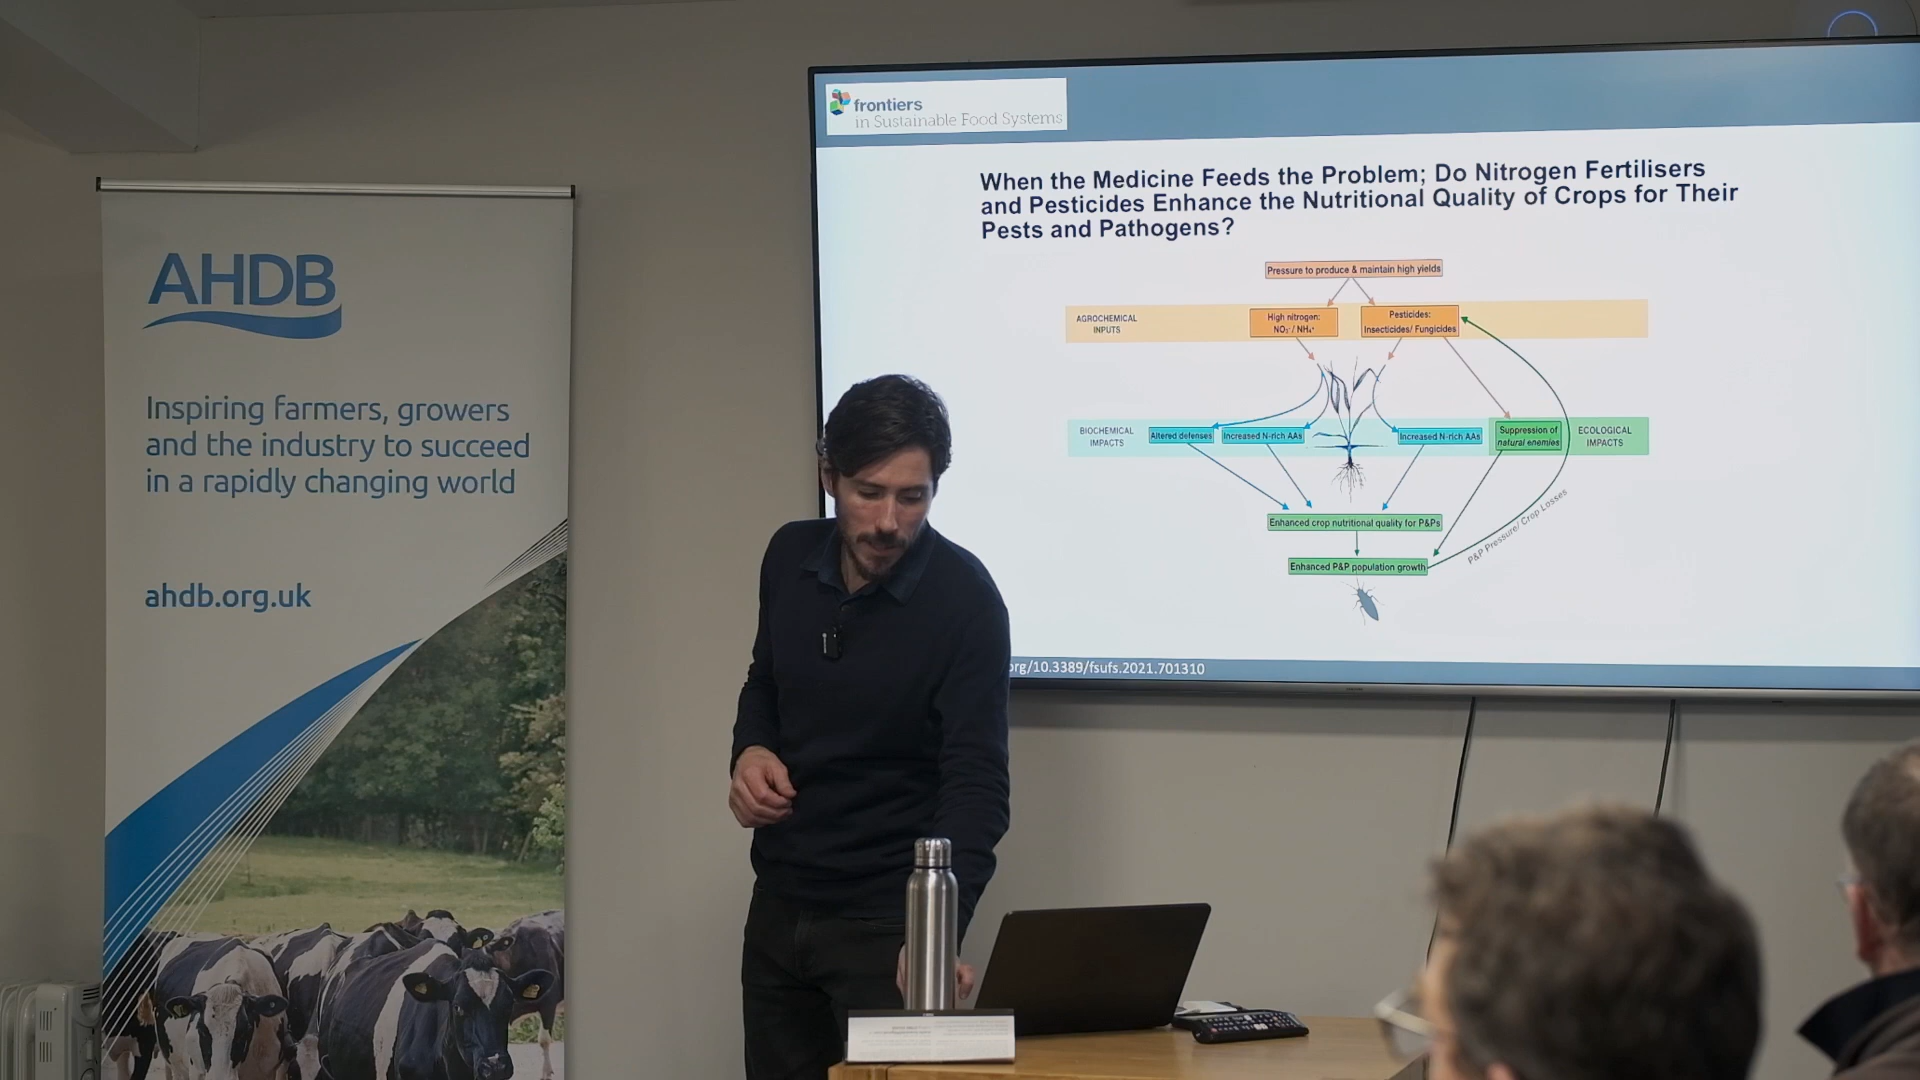 AHDB
Inspiring farmers, growers
and the industry to succeed
in a rapidly changing world
ahdb.org.uk
frontiers
in Sustainable Food Systems
When the Medicine Feeds the Problem; Do Nitrogen Fertilisers
and Pesticides Enhance the Nutritional Quality of Crops for Their
Pests and Pathogens?
Pressure to produce & maintain high yields
AGROCHEMICAL
INPUTS
High nitrogen:
NO₃⁻/ NH₄⁺
Pesticides:
Insecticides/ Fungicides
BIOCHEMICAL
IMPACTS
Altered defenses
Increased N-rich AAs
Increased N-rich AAs
Suppression of
natural enemies
ECOLOGICAL
IMPACTS
Enhanced crop nutritional quality for P&Ps
Enhanced P&P population growth
P&P Pressure/ Crop Losses
org/10.3389/fsufs.2021.701310